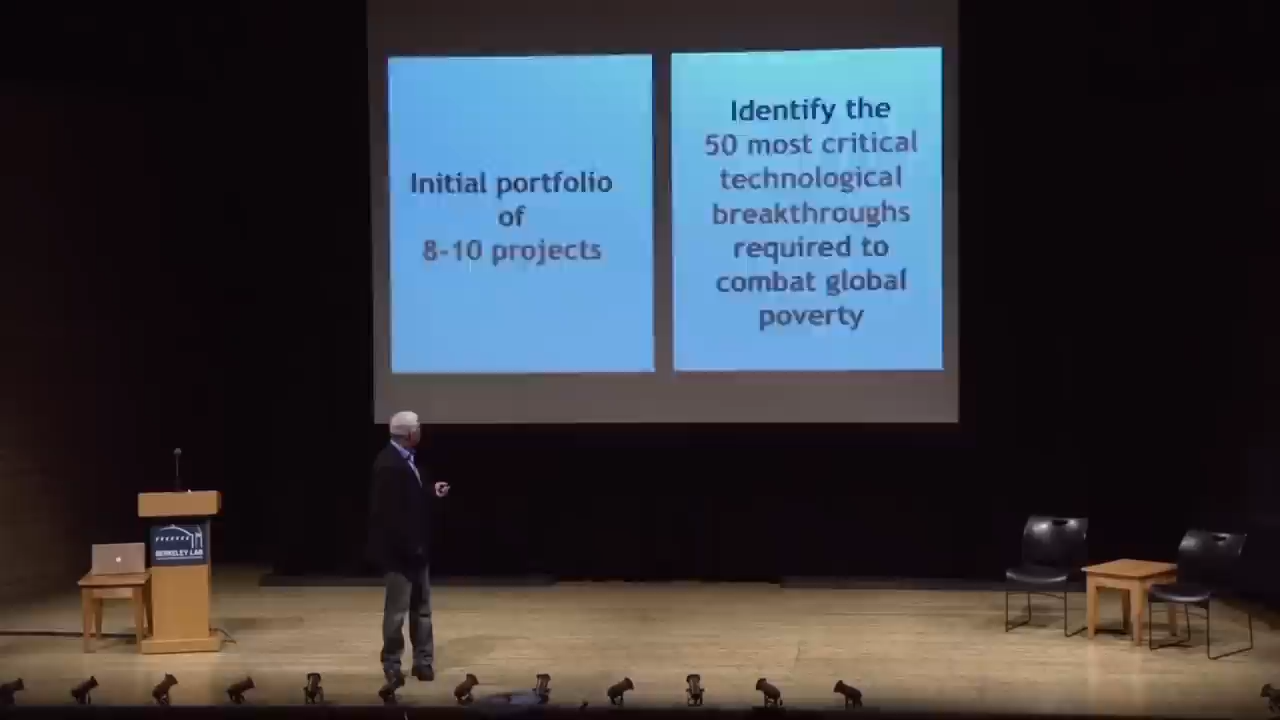 Initial portfolio
of
8-10 projects
Identify the
50 most critical
technological
breakthroughs
required to
combat global
poverty
BERKELEY LAB